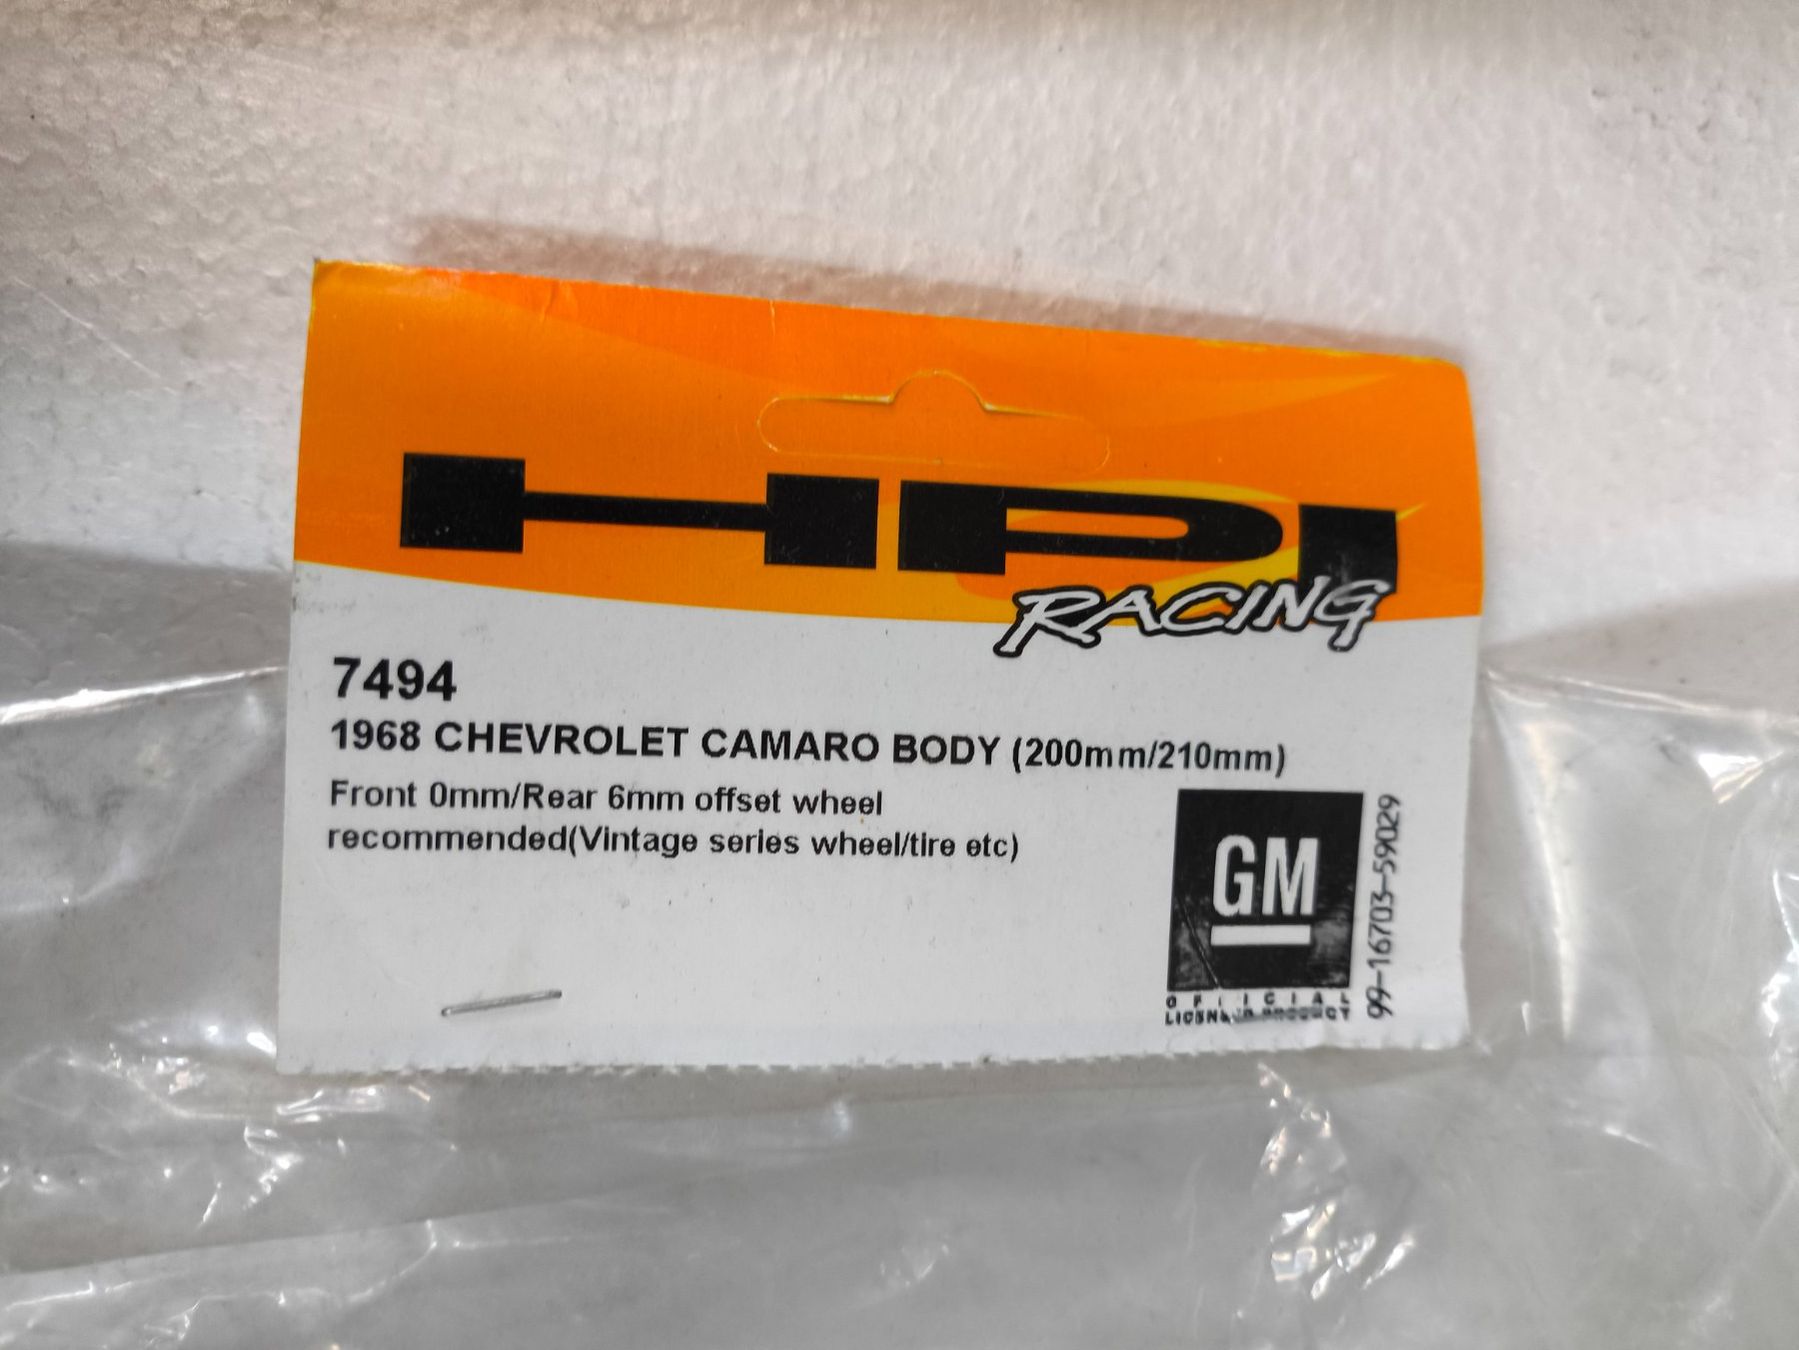 HPI
RACING
7494
1968 CHEVROLET CAMARO BODY (200mm/210mm)
Front 0mm/Rear 6mm offset wheel
recommended(Vintage series wheel/tire etc)
GM
OFFICIAL
LICENSED PRODUCT
99-16703-59029